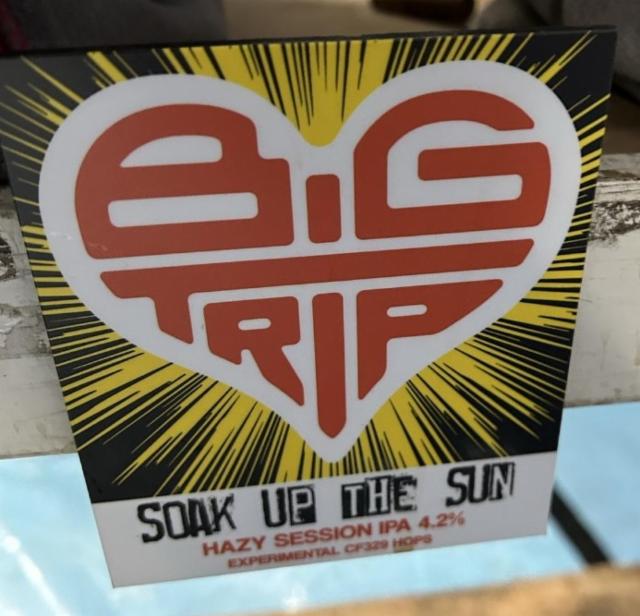 BiG
TRIP
SOAK UP THE SUN
HAZY SESSION IPA 4.2%
EXPERIMENTAL CF329 HOPS